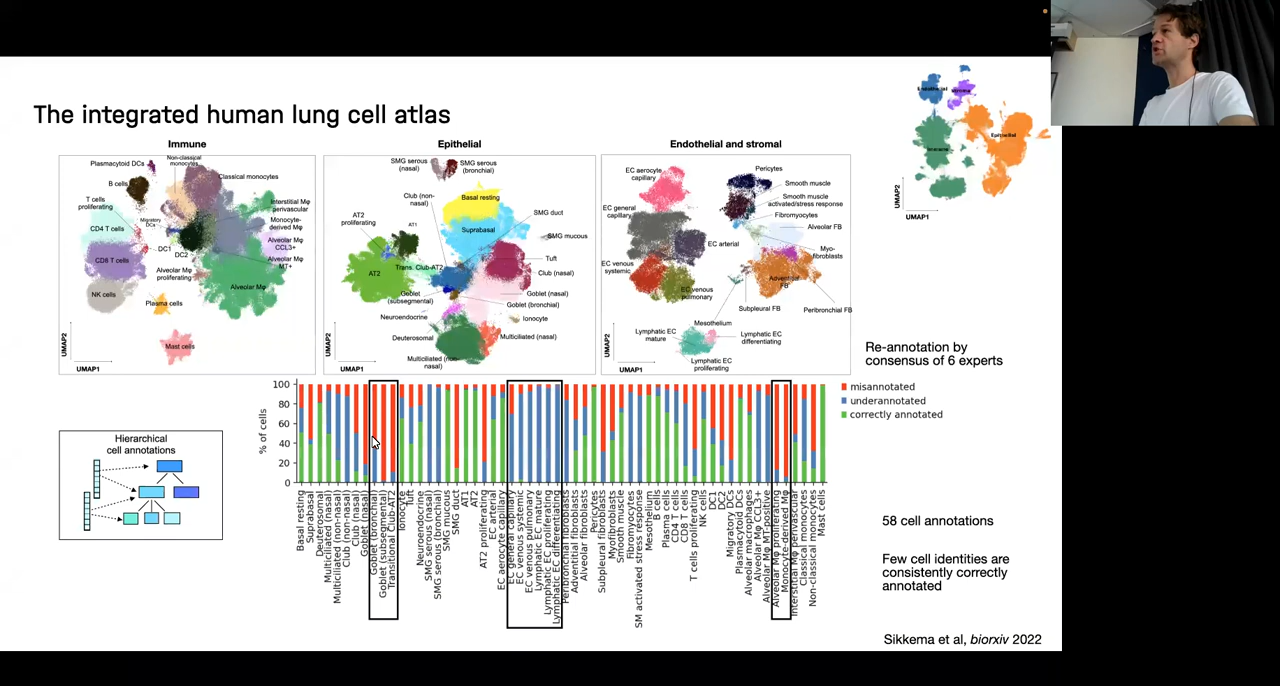 The integrated human lung cell atlas
Immune
Epithelial
Endothelial and stromal
Plasmacytoid DCs
Non-classical
monocytes
Classical monocytes
B cells
T cells
proliferating
Migratory
DCs
CD4 T cells
DC1
DC2
CD8 T cells
Alveolar Mφ
proliferating
NK cells
Plasma cells
Mast cells
Interstitial Mφ
perivascular
Monocyte-
derived Mφ
Alveolar Mφ
CCL3+
Alveolar Mφ
MT+
Alveolar Mφ
UMAP2
UMAP1
SMG serous
(nasal)
SMG serous
(bronchial)
Club (non-
nasal)
Basal resting
SMG duct
AT2
proliferating
AT1
Suprabasal
SMG mucous
Tuft
Trans. Club-AT2
AT2
Club (nasal)
Goblet
(subsegmental)
Goblet (nasal)
Goblet (bronchial)
Neuroendocrine
Ionocyte
Deuterosomal
Multiciliated (nasal)
Multiciliated (non-
nasal)
UMAP2
UMAP1
EC aerocyte
capillary
Pericytes
Smooth muscle
Smooth muscle
activated/stress response
EC general
capillary
Fibromyocytes
Alveolar FB
EC arterial
Myo-
fibroblasts
EC venous
systemic
Adventitial
FB
EC venous
pulmonary
Subpleural FB
Peribronchial FB
Mesothelium
Lymphatic EC
mature
Lymphatic EC
differentiating
Lymphatic EC
proliferating
UMAP2
UMAP1
Endothelial
Stroma
Epithelial
Immune
UMAP2
UMAP1
Re-annotation by
consensus of 6 experts
misannotated
underannotated
correctly annotated
Hierarchical
cell annotations
% of cells
100
80
60
40
20
0
Basal resting
Suprabasal
Deuterosomal
Multiciliated (nasal)
Multiciliated (non-nasal)
Club (non-nasal)
Club (nasal)
Goblet (nasal)
Goblet (bronchial)
Goblet (subsegmental)
Transitional Club-AT2
Ionocyte
Tuft
Neuroendocrine
SMG serous (nasal)
SMG serous (bronchial)
SMG mucous
SMG duct
AT1
AT2
AT2 proliferating
EC arterial
EC aerocyte capillary
EC general capillary
EC venous systemic
EC venous pulmonary
Lymphatic EC mature
Lymphatic EC proliferating
Lymphatic EC differentiating
Peribronchial fibroblasts
Adventitial fibroblasts
Alveolar fibroblasts
Pericytes
Subpleural fibroblasts
Myofibroblasts
Smooth muscle
Fibromyocytes
SM activated stress response
Mesothelium
B cells
Plasma cells
CD4 T cells
CD8 T cells
T cells proliferating
NK cells
DC1
DC2
Migratory DCs
Plasmacytoid DCs
Alveolar macrophages
Alveolar Mφ CCL3+
Alveolar Mφ MT-positive
Alveolar Mφ proliferating
Monocyte-derived Mφ
Interstitial Mφ perivascular
Classical monocytes
Non-classical monocytes
Mast cells
58 cell annotations
Few cell identities are
consistently correctly
annotated
Sikkema et al, biorxiv 2022